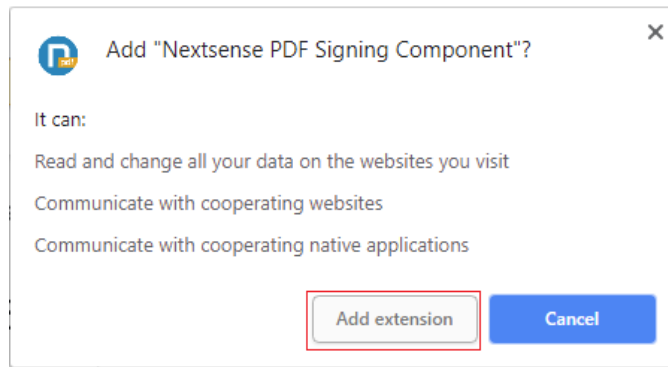 Add "Nextsense PDF Signing Component"?
It can:
Read and change all your data on the websites you visit
Communicate with cooperating websites
Communicate with cooperating native applications
Add extension
Cancel